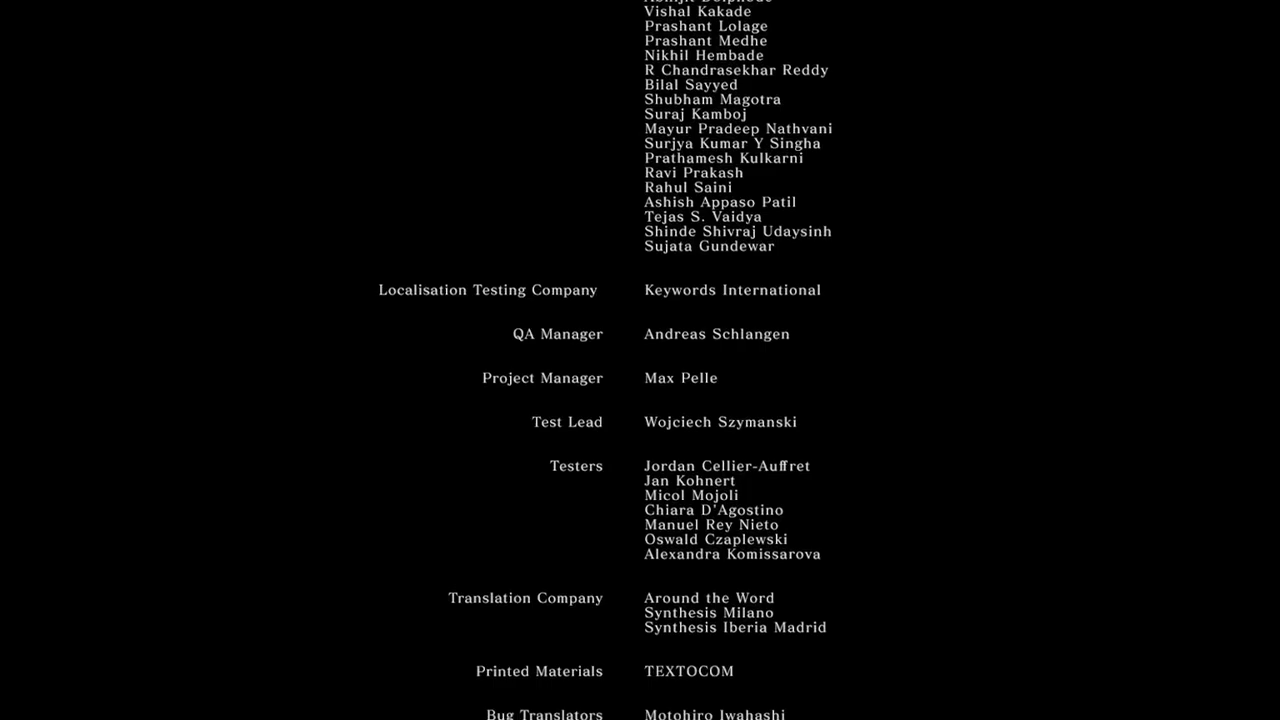 Vishal Kakade
Prashant Lolage
Prashant Medhe
Nikhil Hembade
R Chandrasekhar Reddy
Bilal Sayyed
Shubham Magotra
Suraj Kamboj
Mayur Pradeep Nathvani
Surjya Kumar Y Singha
Prathamesh Kulkarni
Ravi Prakash
Rahul Saini
Ashish Appaso Patil
Tejas S. Vaidya
Shinde Shivraj Udaysinh
Sujata Gundewar
Localisation Testing Company Keywords International
QA Manager Andreas Schlangen
Project Manager Max Pelle
Test Lead Wojciech Szymanski
Testers Jordan Cellier-Auffret
Jan Kohnert
Micol Mojoli
Chiara D'Agostino
Manuel Rey Nieto
Oswald Czaplewski
Alexandra Komissarova
Translation Company Around the Word
Synthesis Milano
Synthesis Iberia Madrid
Printed Materials TEXTOCOM
Bug Translators Motohiro Iwahashi